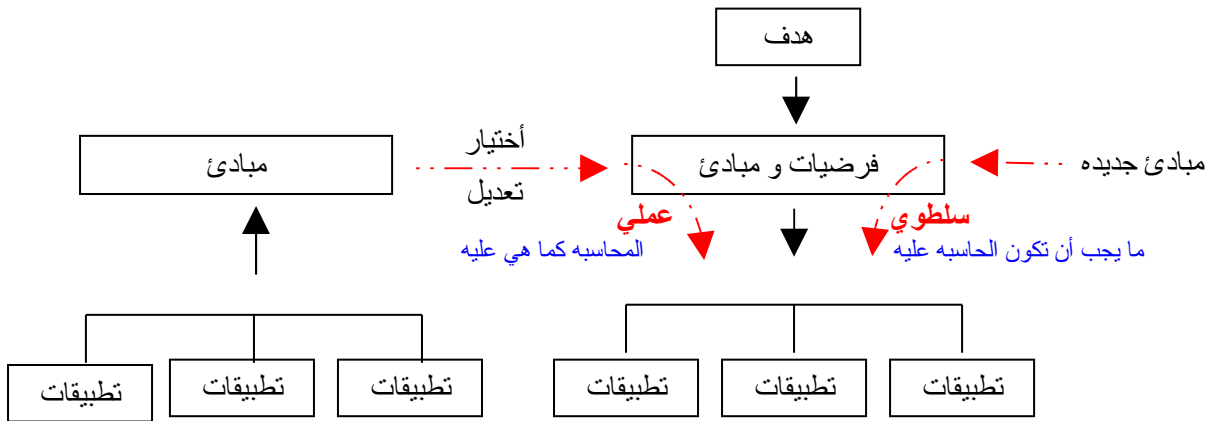 هدف
مبادئ
أختيار
تعديل
فرضيات و مبادئ
مبادئ جديده
عملي
سلطوي
المحاسبه كما هي عليه
ما يجب أن تكون الحاسبه عليه
تطبيقات
تطبيقات
تطبيقات
تطبيقات
تطبيقات
تطبيقات